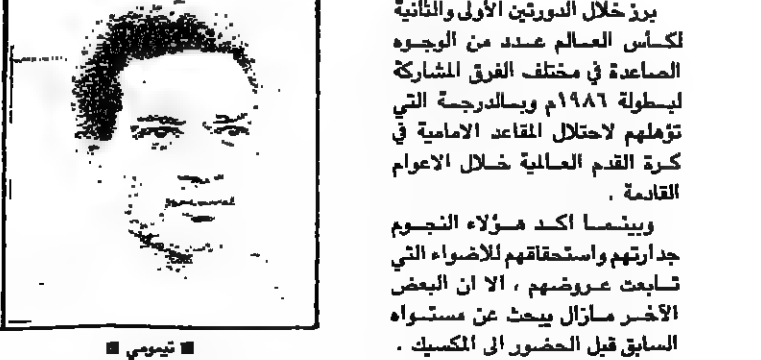 يبرز خلال الدورتين الأولى والثانية
لكأس العالم عدد من الوجوه
الصاعدة في مختلف الفرق المشاركة
لبطولة ١٩٨٦م وبالدرجة التي
تؤهلهم لاحتلال المقاعد الامامية في
كرة القدم العالمية خلال الاعوام
القادمة .
وبينما اكد هؤلاء النجوم
جدارتهم واستحقاقهم للاضواء التي
تابعت عروضهم ، الا ان البعض
الآخر مازال يبحث عن مستواه
السابق قبل الحضور الى المكسيك .
■ تيمومي ■